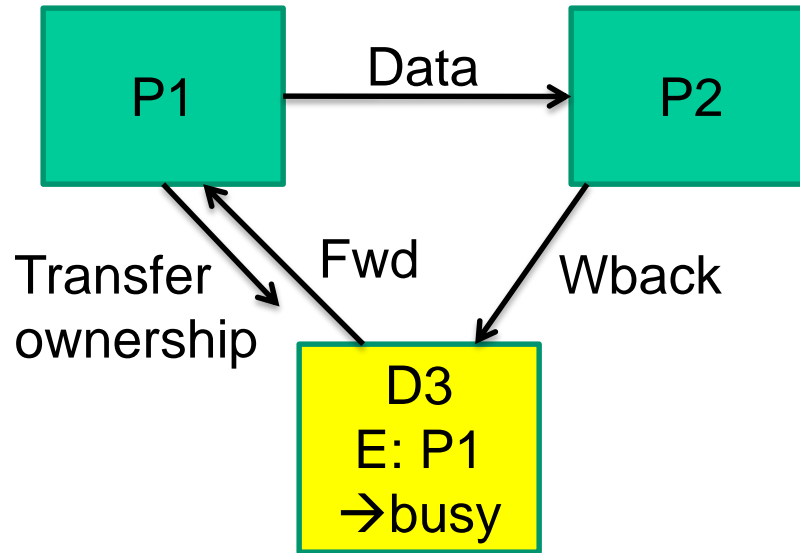 P1
Data
P2
Transfer
ownership
Fwd
Wback
D3
E: P1
→busy